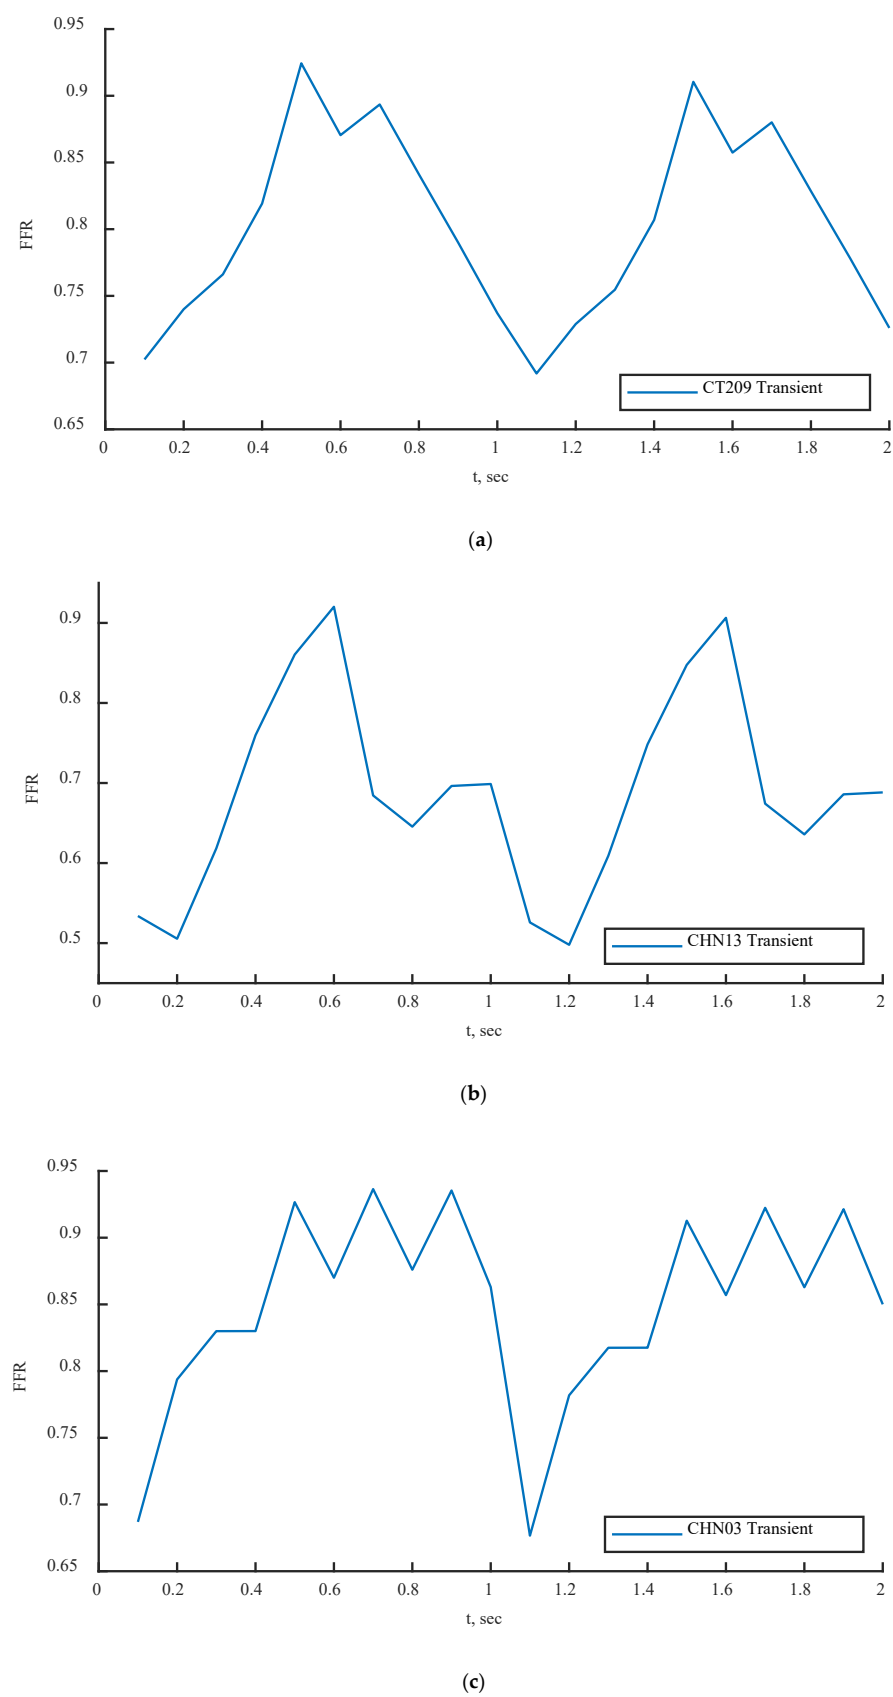 0.95
0.9
0.85
0.8
0.75
0.7
0.65
FFR
CT209 Transient
0 0.2 0.4 0.6 0.8 1 1.2 1.4 1.6 1.8 2
t, sec
(a)
0.9
0.8
0.7
0.6
0.5
FFR
CHN13 Transient
0 0.2 0.4 0.6 0.8 1 1.2 1.4 1.6 1.8 2
t, sec
(b)
0.95
0.9
0.85
0.8
0.75
0.7
0.65
FFR
CHN03 Transient
0 0.2 0.4 0.6 0.8 1 1.2 1.4 1.6 1.8 2
t, sec
(c)